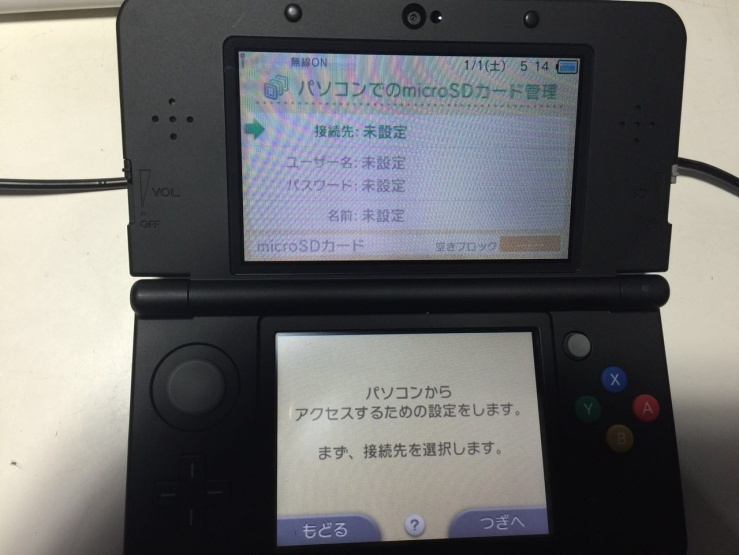 無線ON 1/1(土) 5 14
パソコンでのmicroSDカード管理
接続先: 未設定
ユーザー名: 未設定
パスワード: 未設定
名前: 未設定
microSDカード 空きブロック
VOL
OFF
パソコンから
アクセスするための設定をします。
まず、接続先を選択します。
もどる ? つぎへ
X
Y A
B